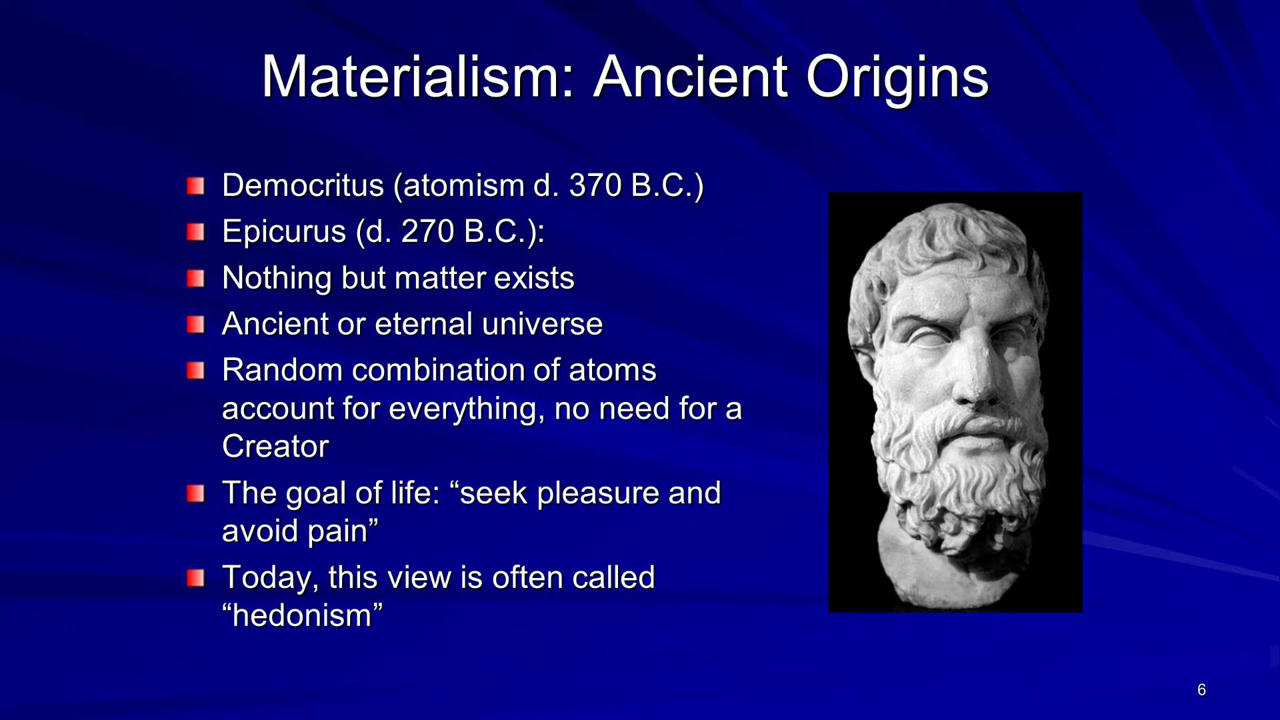 Materialism: Ancient Origins
Democritus (atomism d. 370 B.C.)
Epicurus (d. 270 B.C.):
Nothing but matter exists
Ancient or eternal universe
Random combination of atoms
account for everything, no need for a
Creator
The goal of life: “seek pleasure and
avoid pain”
Today, this view is often called
“hedonism”
6